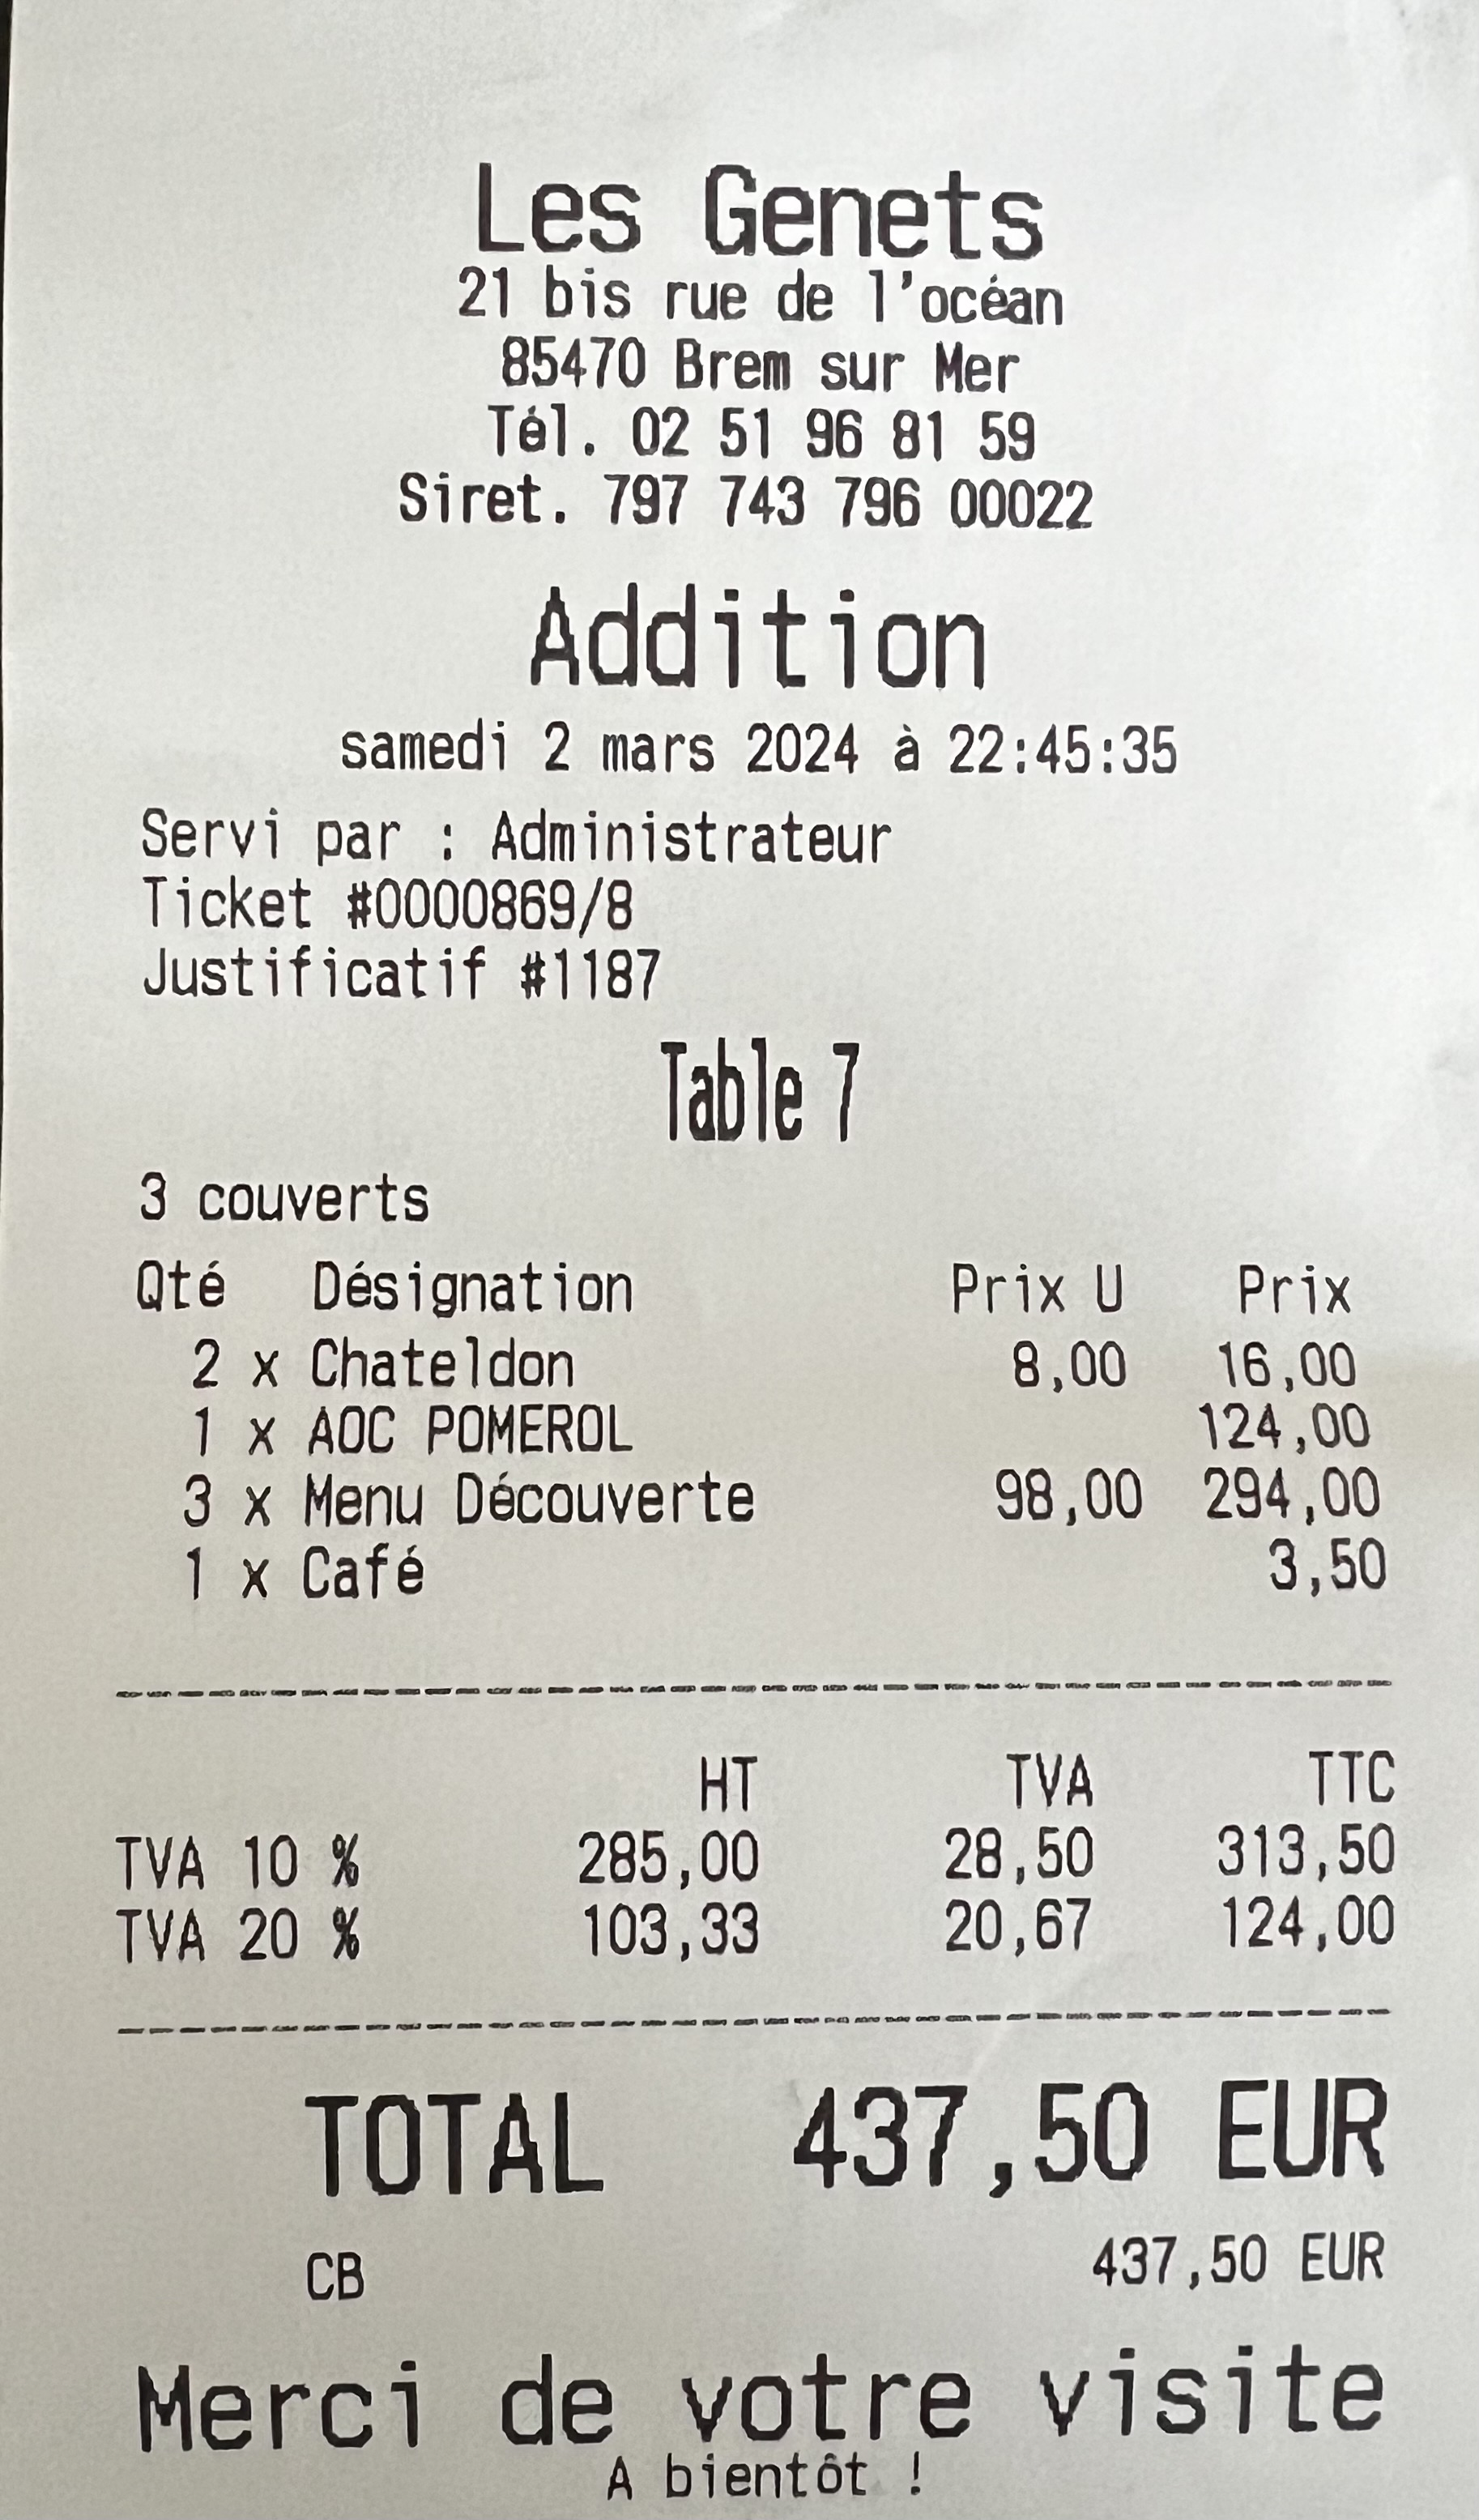 Les Genets
21 bis rue de l'océan
85470 Brem sur Mer
Tél. 02 51 96 81 59
Siret. 797 743 796 00022
Addition
samedi 2 mars 2024 à 22:45:35
Servi par : Administrateur
Ticket #0000869/8
Justificatif #1187
Table 7
3 couverts
Qté Désignation Prix U Prix
2 x Chateldon 8,00 16,00
1 x AOC POMEROL 124,00
3 x Menu Découverte 98,00 294,00
1 x Café 3,50
HT TVA TTC
TVA 10 % 285,00 28,50 313,50
TVA 20 % 103,33 20,67 124,00
TOTAL 437,50 EUR
CB 437,50 EUR
Merci de votre visite
A bientôt !